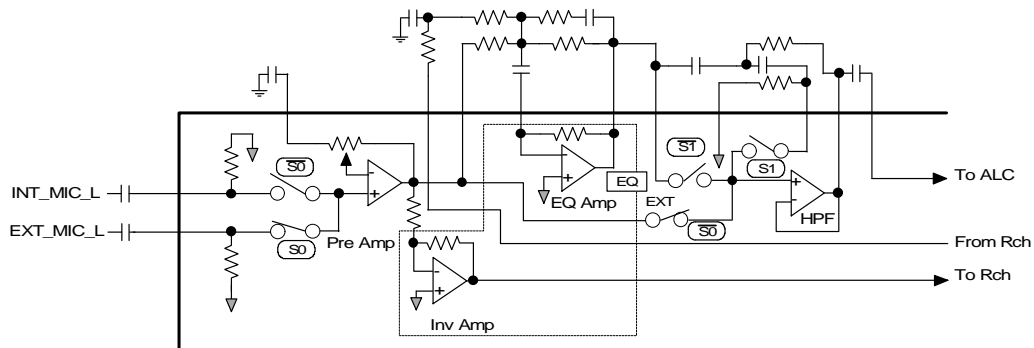 INT_MIC_L
EXT_MIC_L
S0
S0
Pre Amp
Inv Amp
EQ Amp
EQ
EXT
S1
S0
S1
HPF
To ALC
From Rch
To Rch